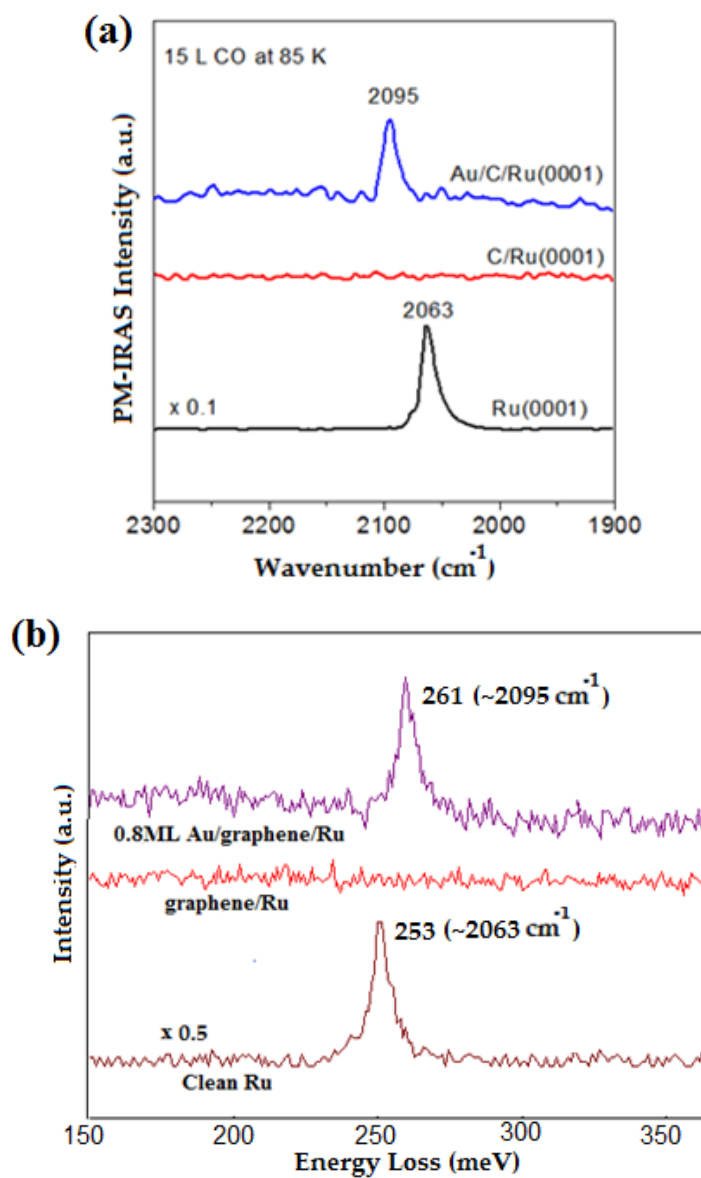 (a)
15 L CO at 85 K
2095
Au/C/Ru(0001)
C/Ru(0001)
2063
x 0.1
Ru(0001)
PM-IRAS Intensity (a.u.)
2300 2200 2100 2000 1900
Wavenumber (cm⁻¹)
(b)
261 (~2095 cm⁻¹)
0.8ML Au/graphene/Ru
graphene/Ru
253 (~2063 cm⁻¹)
x 0.5
Clean Ru
Intensity (a.u.)
150 200 250 300 350
Energy Loss (meV)